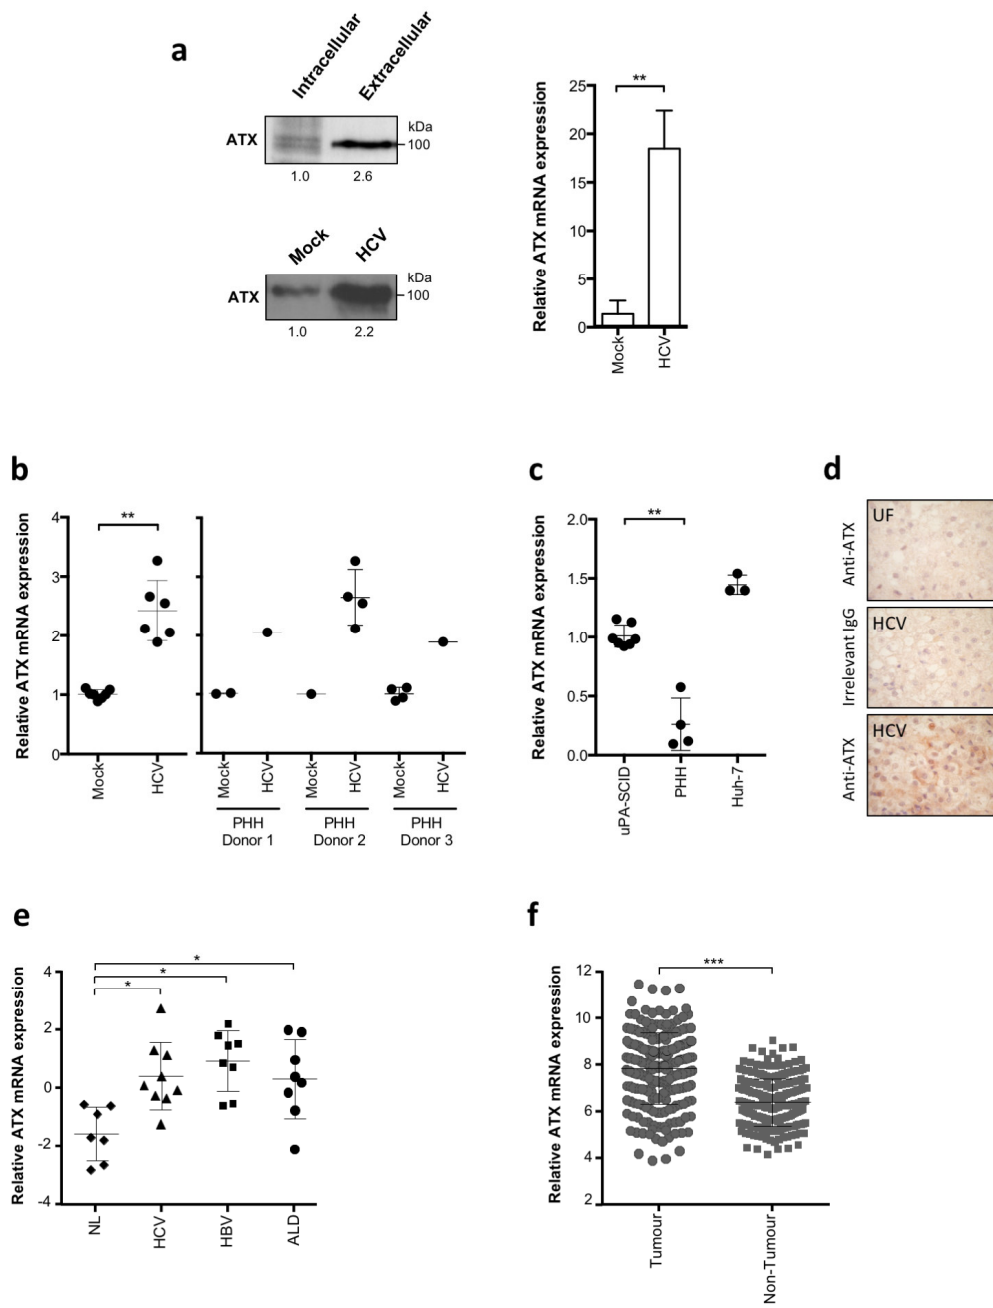 a
Intracellular
Extracellular
ATX
kDa
100
1.0
2.6
Mock
HCV
ATX
kDa
100
1.0
2.2
Relative ATX mRNA expression
25
20
15
10
5
0
**
Mock
HCV
b
Relative ATX mRNA expression
4
3
2
1
0
**
Mock
HCV
Mock
HCV
Mock
HCV
Mock
HCV
PHH
Donor 1
PHH
Donor 2
PHH
Donor 3
c
Relative ATX mRNA expression
2.0
1.5
1.0
0.5
0.0
**
uPA-SCID
PHH
Huh-7
d
Anti-ATX
UF
Irrelevant IgG
HCV
Anti-ATX
HCV
e
Relative ATX mRNA expression
4
2
0
-2
-4
*
*
*
NL
HCV
HBV
ALD
f
Relative ATX mRNA expression
12
10
8
6
4
2
***
Tumour
Non-Tumour